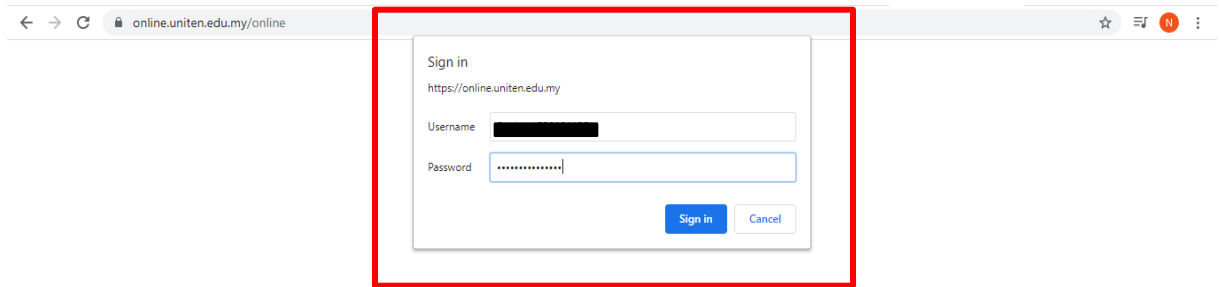 online.uniten.edu.my/online
N
Sign in
https://online.uniten.edu.my
Username
Password •••••••••••••••
Sign in Cancel